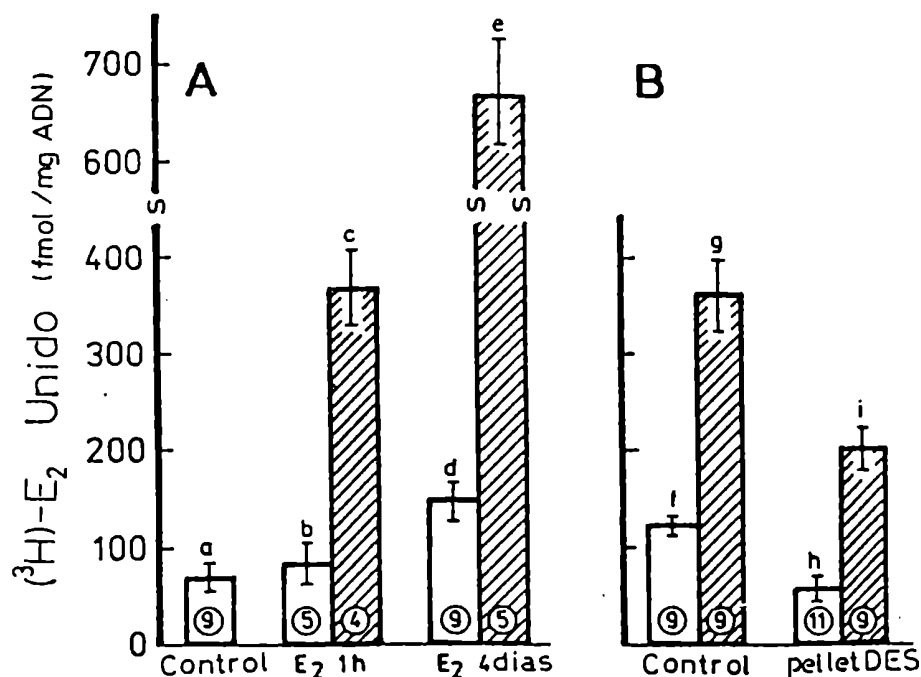 (³H)-E₂ Unido (fmol/mg ADN)
A
B
700
600
400
300
200
100
0
S
S S
a
b
c
d
e
f
g
h
i
9
5
4
9
5
9
9
11
9
Control
E₂ 1h
E₂ 4dias
Control
pellet DES